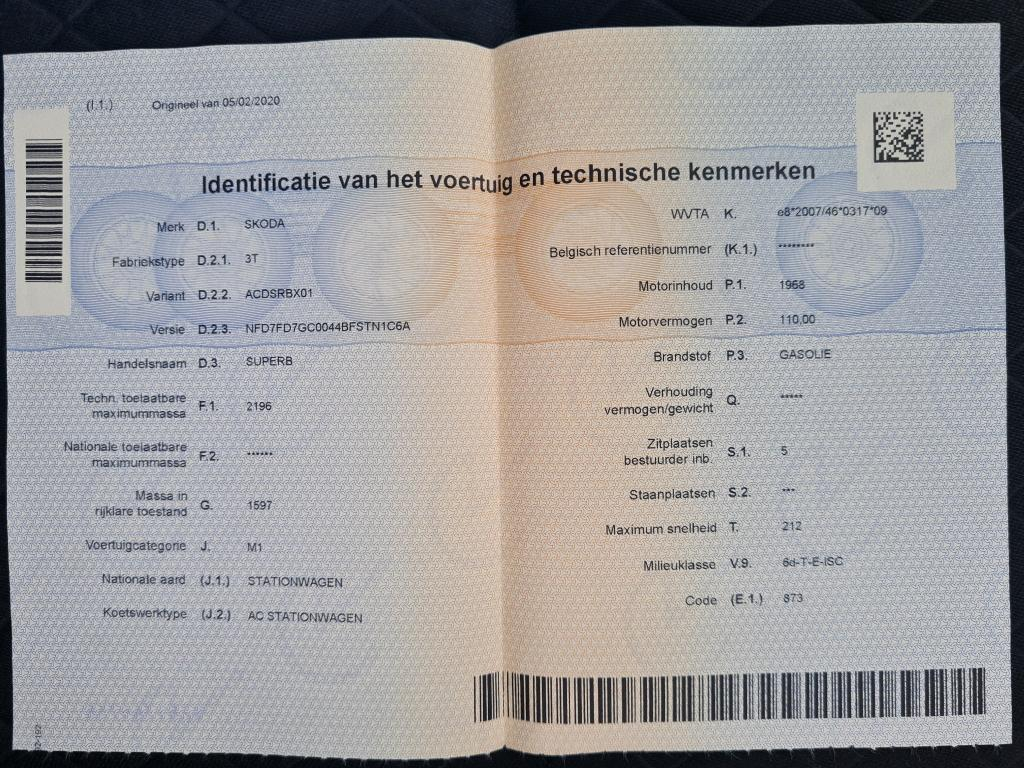 (I.1.) Origineel van 05/02/2020
Identificatie van het voertuig en technische kenmerken
Merk D.1. SKODA
Fabriekstype D.2.1. 3T
Variant D.2.2. ACDSRBX01
Versie D.2.3. NFD7FD7GC0044BFSTN1C6A
Handelsnaam D.3. SUPERB
Techn. toelaatbare
maximummassa F.1. 2196
Nationale toelaatbare
maximummassa F.2. ******
Massa in
rijklare toestand G. 1597
Voertuigcategorie J. M1
Nationale aard (J.1.) STATIONWAGEN
Koetswerktype (J.2.) AC STATIONWAGEN
WVTA K. e8*2007/46*0317*09
Belgisch referentienummer (K.1.) ********
Motorinhoud P.1. 1968
Motorvermogen P.2. 110,00
Brandstof P.3. GASOLIE
Verhouding
vermogen/gewicht Q. *****
Zitplaatsen
bestuurder inb. S.1. 5
Staanplaatsen S.2. ***
Maximum snelheid T. 212
Milieuklasse V.9. 6d-T-E-ISC
Code (E.1.) 873